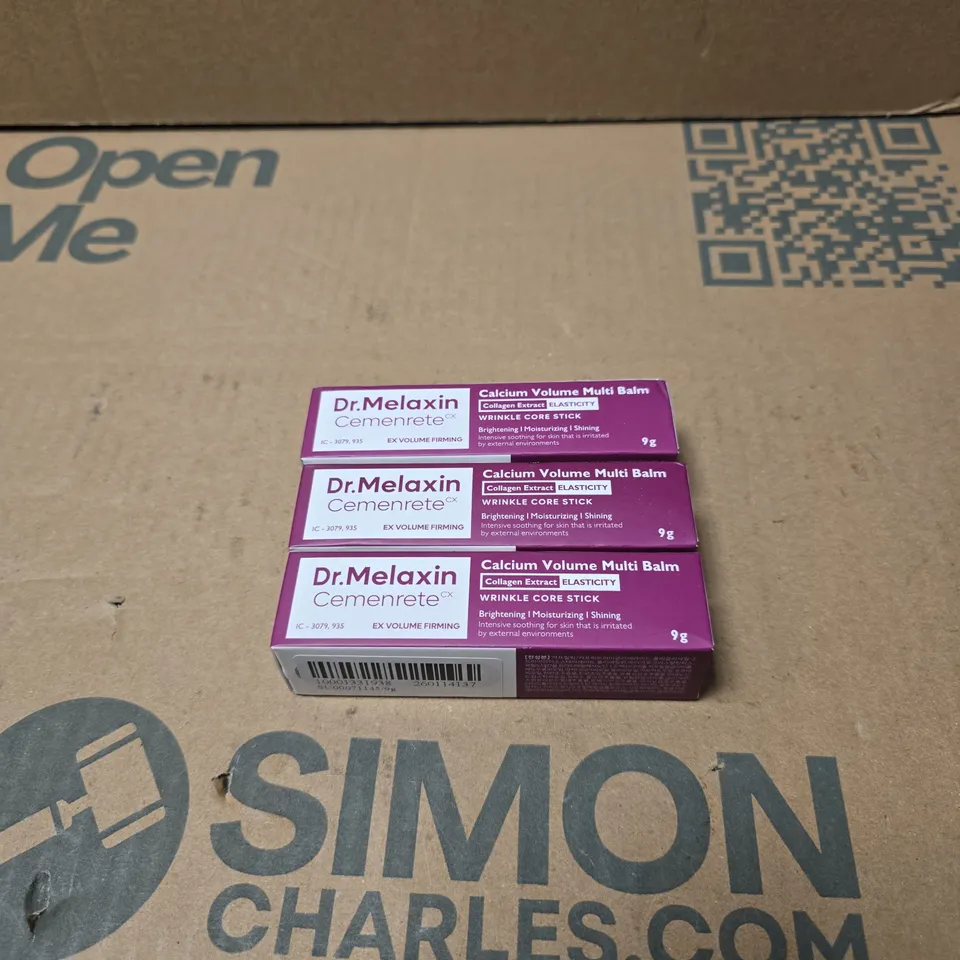 Open
Me
Dr.Melaxin
Cemenrete CX
IC - 3079, 935
EX VOLUME FIRMING
Calcium Volume Multi Balm
Collagen Extract ELASTICITY
WRINKLE CORE STICK
Brightening I Moisturizing I Shining
Intensive soothing for skin that is irritated
by external environments
9g
Dr.Melaxin
Cemenrete CX
IC - 3079, 935
EX VOLUME FIRMING
Calcium Volume Multi Balm
Collagen Extract ELASTICITY
WRINKLE CORE STICK
Brightening I Moisturizing I Shining
Intensive soothing for skin that is irritated
by external environments
9g
Dr.Melaxin
Cemenrete CX
IC - 3079, 935
EX VOLUME FIRMING
Calcium Volume Multi Balm
Collagen Extract ELASTICITY
WRINKLE CORE STICK
Brightening I Moisturizing I Shining
Intensive soothing for skin that is irritated
by external environments
9g
10001331938 260114137
SIMON
CHARLES.COM